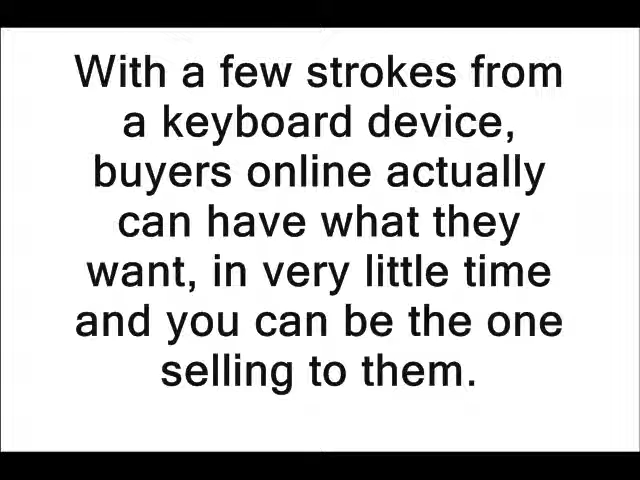 With a few strokes from
a keyboard device,
buyers online actually
can have what they
want, in very little time
and you can be the one
selling to them.